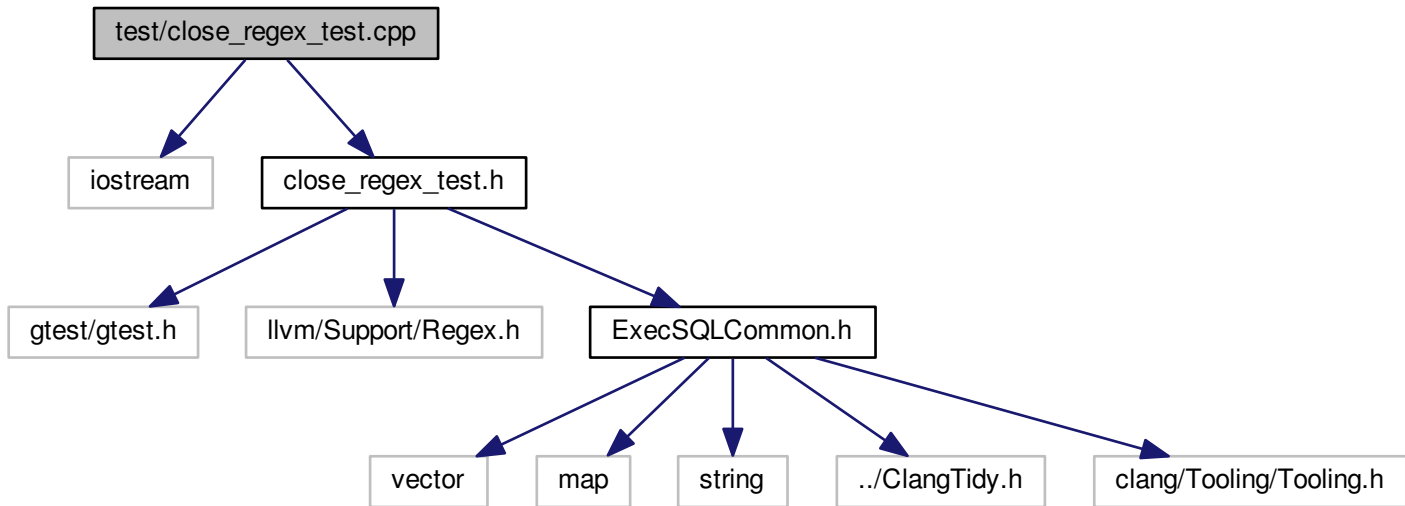 test/close_regex_test.cpp
iostream
close_regex_test.h
gtest/gtest.h
llvm/Support/Regex.h
ExecSQLCommon.h
vector
map
string
../ClangTidy.h
clang/Tooling/Tooling.h